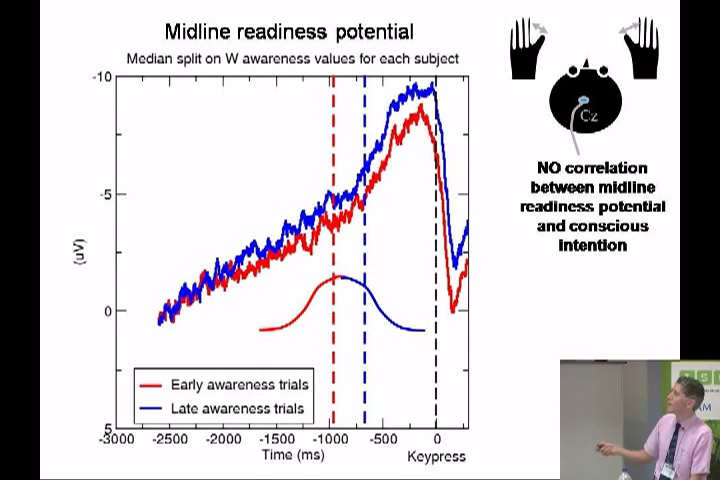 Midline readiness potential
Median split on W awareness values for each subject
-10
-5
0
5
(uV)
-3000 -2500 -2000 -1500 -1000 -500 0
Time (ms)
Keypress
Early awareness trials
Late awareness trials
Cz
NO correlation
between midline
readiness potential
and conscious
intention